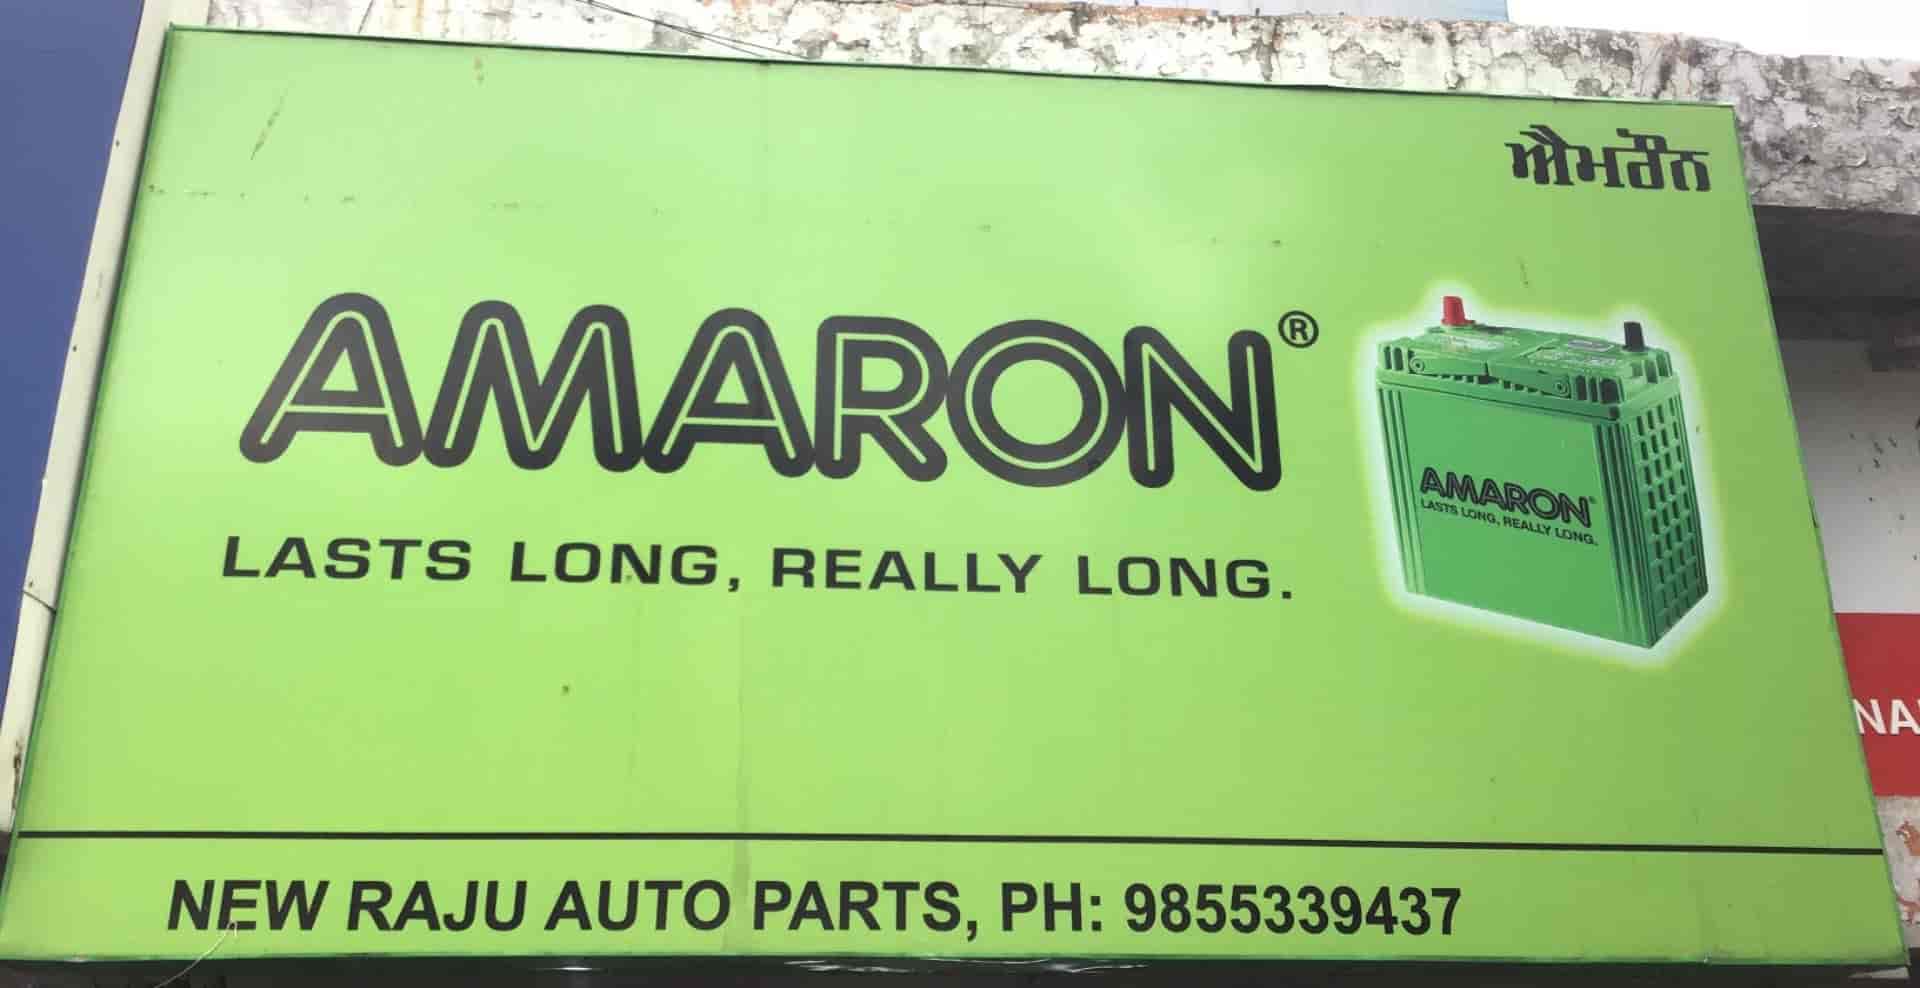 ਐਮਰੌਨ
AMARON®
LASTS LONG, REALLY LONG.
AMARON®
LASTS LONG, REALLY LONG.
NEW RAJU AUTO PARTS, PH: 9855339437